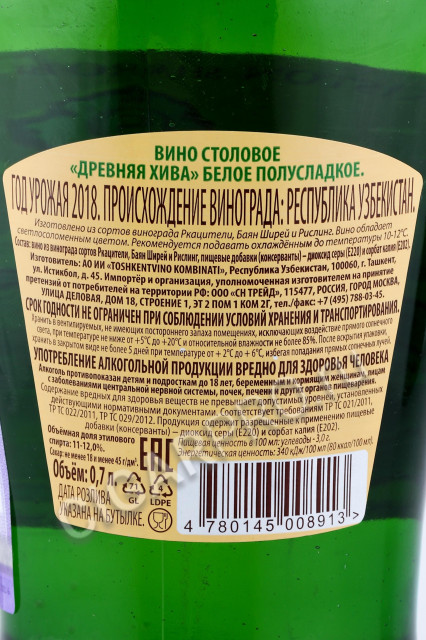 ВИНО СТОЛОВОЕ
«ДРЕВНЯЯ ХИВА» БЕЛОЕ ПОЛУСЛАДКОЕ.
ГОД УРОЖАЯ 2018. ПРОИСХОЖДЕНИЕ ВИНОГРАДА: РЕСПУБЛИКА УЗБЕКИСТАН.
Изготовлено из сортов винограда Ркацители, Баян Ширей и Рислинг. Вино обладает
светлосоломенным цветом. Рекомендуется подавать охлаждённым до температуры 10-12°С.
Состав: вино из винограда сортов Ркацители, Баян Ширей и Рислинг, пищевые добавки (консерванты) – диоксид серы (Е220) и сорбат калия (Е202).
Изготовитель: АО ИИ «TOSHKENTVINO KOMBINATI», Республика Узбекистан, 100060, г. Ташкент,
ул. Истикбол, д. 45. Импортёр и организация, уполномоченная изготовителем на принятие
претензий от потребителей на территории РФ: ООО «СН ТРЕЙД», 115477, РОССИЯ, ГОРОД МОСКВА,
УЛИЦА ДЕЛОВАЯ, ДОМ 18, СТРОЕНИЕ 1, ЭТ 2 ПОМ 1 КОМ 2Г, тел./факс: +7 (495) 788-03-45.
СРОК ГОДНОСТИ НЕ ОГРАНИЧЕН ПРИ СОБЛЮДЕНИИ УСЛОВИЙ ХРАНЕНИЯ И ТРАНСПОРТИРОВАНИЯ.
Хранить в вентилируемых, не имеющих постороннего запаха помещениях, исключающих воздействие прямого солнечного
света, при температуре не ниже от +5°С до +20°С и относительной влажности не более 85%. После вскрытия укупорки,
хранить в закрытом виде не более 5 дней при температуре от + 2°С до + 6°С, избегая попадания прямых солнечных лучей.
УПОТРЕБЛЕНИЕ АЛКОГОЛЬНОЙ ПРОДУКЦИИ ВРЕДНО ДЛЯ ЗДОРОВЬЯ ЧЕЛОВЕКА
Алкоголь противопоказан детям и подросткам до 18 лет, беременным и кормящим женщинам, лицам
с заболеваниями центральной нервной системы, почек, печени и других органов пищеварения.
Содержание вредных для здоровья веществ не превышает предельный уровень, установленный
действующими нормативными документами. Соответствует требованиям ТР ТС 021/2011,
ТР ТС 022/2011, ТР ТС 029/2012. Продукция содержит разрешенные к применению пищевые
добавки (консерванты) – диоксид серы (Е220) и сорбат калия (Е202).
Пищевая ценность в 100 мл: углеводы - 3,0 г.
Энергетическая ценность: 340 кДж/100 мл (80 ккал/100 мл).
Объёмная доля этилового
спирта: 11-12,0%.
Сахар: не менее 18 и менее 45 г/дм³.
Объём: 0,7 л.
ДАТА РОЗЛИВА
УКАЗАНА НА БУТЫЛКЕ.
EAC
71
GL
4
LDPE
4 780145 008913 >